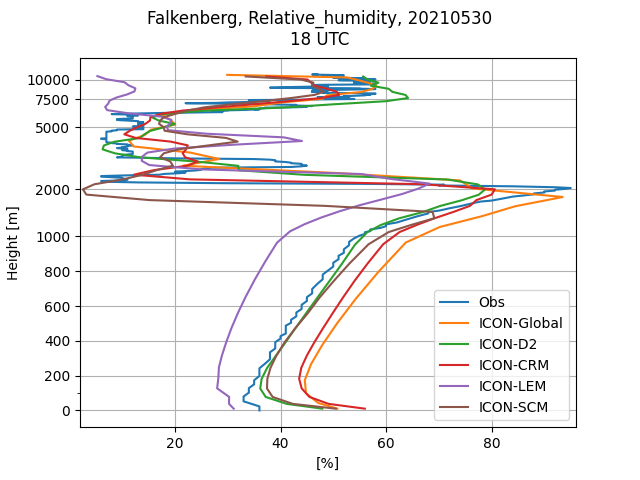 Falkenberg, Relative_humidity, 20210530
18 UTC
Height [m]
10000
7500
5000
2000
1000
800
600
400
200
0
20
40
60
80
[%]
Obs
ICON-Global
ICON-D2
ICON-CRM
ICON-LEM
ICON-SCM